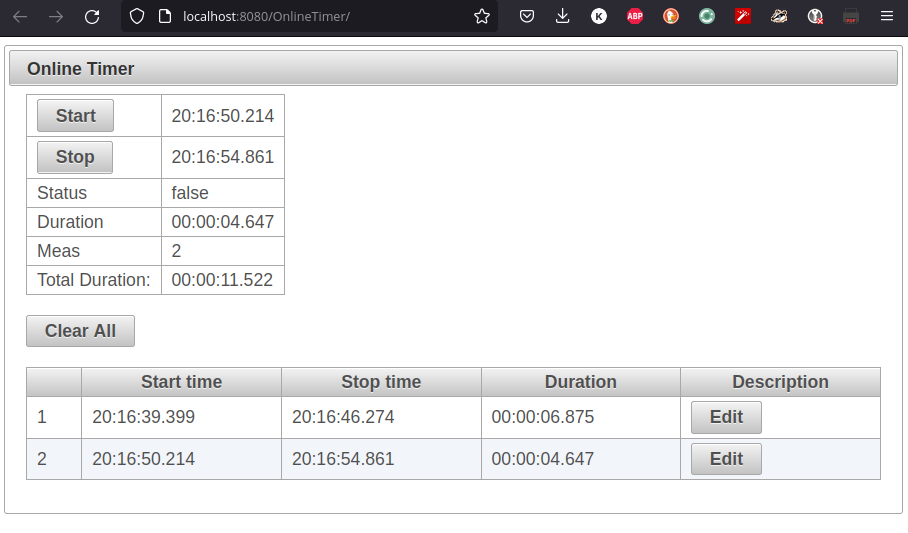 localhost:8080/OnlineTimer/
K
ABP
PDF
Online Timer
Start 20:16:50.214
Stop 20:16:54.861
Status false
Duration 00:00:04.647
Meas 2
Total Duration: 00:00:11.522
Clear All
Start time Stop time Duration Description
1 20:16:39.399 20:16:46.274 00:00:06.875 Edit
2 20:16:50.214 20:16:54.861 00:00:04.647 Edit